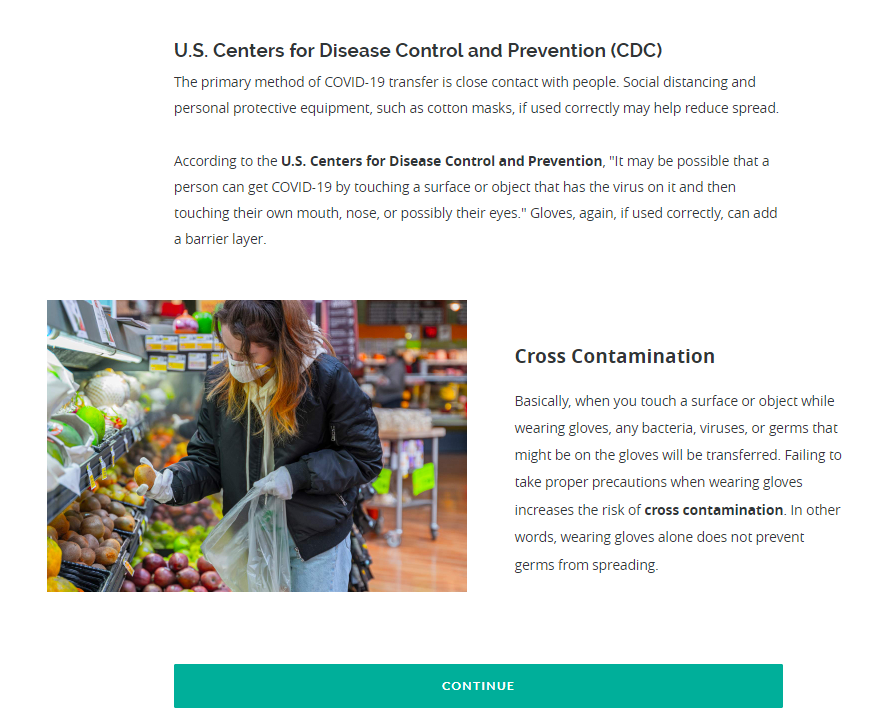 U.S. Centers for Disease Control and Prevention (CDC)
The primary method of COVID-19 transfer is close contact with people. Social distancing and
personal protective equipment, such as cotton masks, if used correctly may help reduce spread.
According to the U.S. Centers for Disease Control and Prevention, "It may be possible that a
person can get COVID-19 by touching a surface or object that has the virus on it and then
touching their own mouth, nose, or possibly their eyes." Gloves, again, if used correctly, can add
a barrier layer.
Cross Contamination
Basically, when you touch a surface or object while
wearing gloves, any bacteria, viruses, or germs that
might be on the gloves will be transferred. Failing to
take proper precautions when wearing gloves
increases the risk of cross contamination. In other
words, wearing gloves alone does not prevent
germs from spreading.
CONTINUE